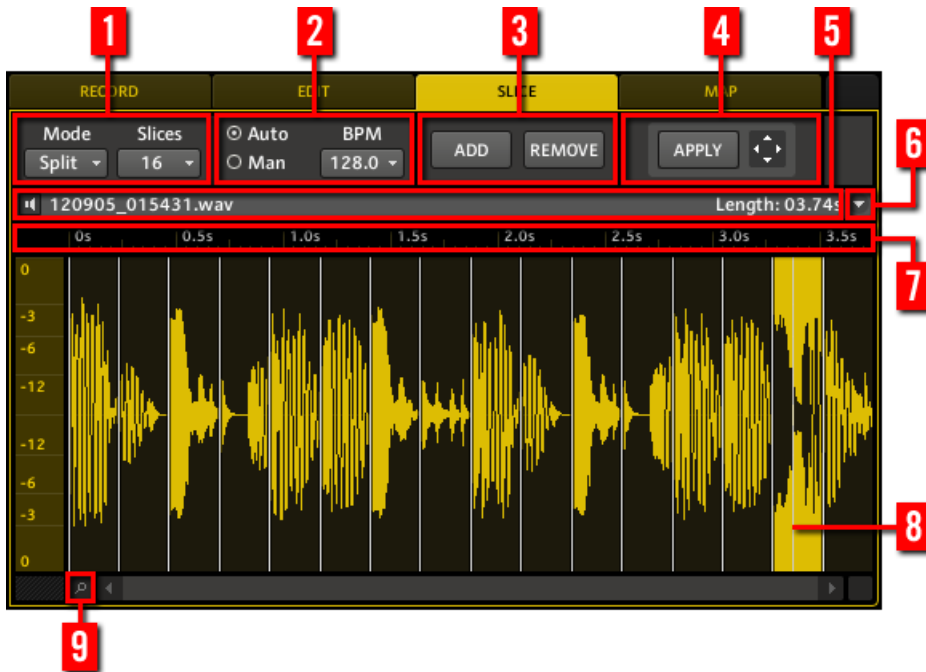 1 2 3 4 5
RECORD EDIT SLICE MAP
Mode Slices Auto BPM
ADD REMOVE APPLY
Split 16 Man 128.0
6
120905_015431.wav Length: 03.74s
0s 0.5s 1.0s 1.5s 2.0s 2.5s 3.0s 3.5s
7
0
-3
-6
-12
-12
-6
-3
8
0
9